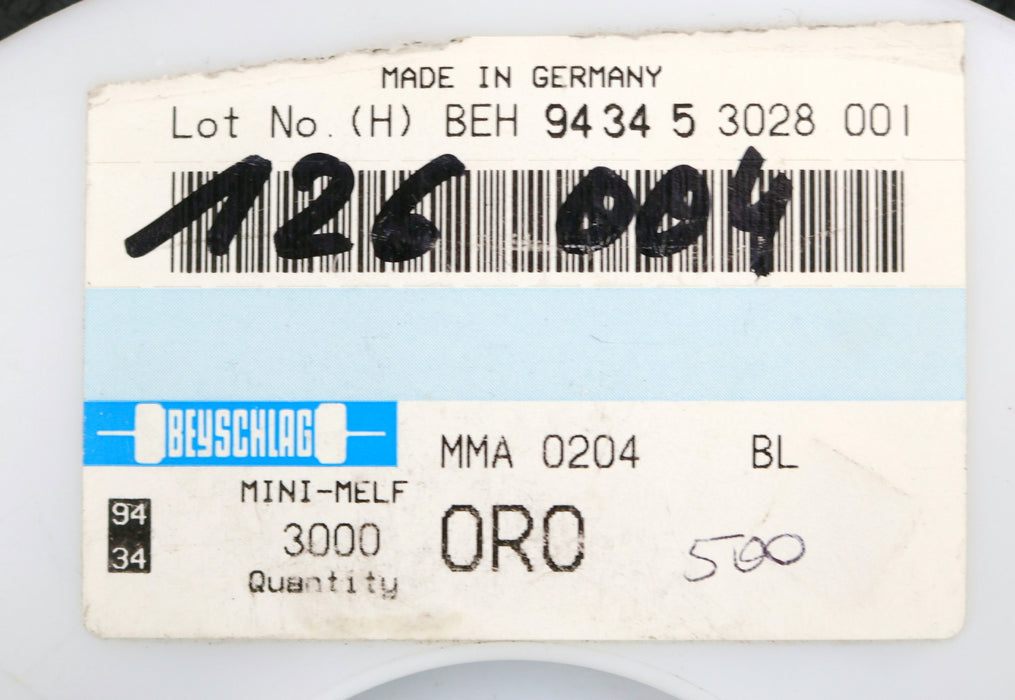 MADE IN GERMANY
Lot No. (H) BEH 94 34 5 3028 001
126 004
BEYSCHLAG
MMA 0204 BL
MINI-MELF
94
34
3000
0R0
500
Quantity